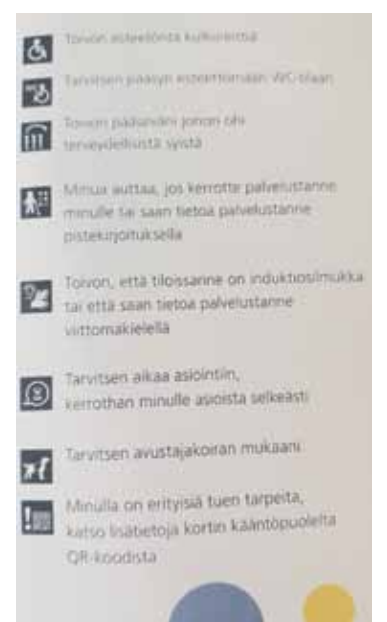 Toivon esteetöntä kulkureittiä
Tarvitsen pääsyn esteettömään WC-tilaan
Toivon pääseväni jonon ohi
terveydellisistä syistä
Minua auttaa, jos kerrotte palvelustanne
minulle tai saan tietoa palvelustanne
pistekirjoituksella
Toivon, että tiloissanne on induktiosilmukka
tai että saan tietoa palvelustanne
viittomakielellä
Tarvitsen aikaa asiointiin,
kerrothan minulle asioista selkeästi
Tarvitsen avustajakoiran mukaani
Minulla on erityisiä tuen tarpeita,
katso lisätietoja kortin kääntöpuolelta
QR-koodista